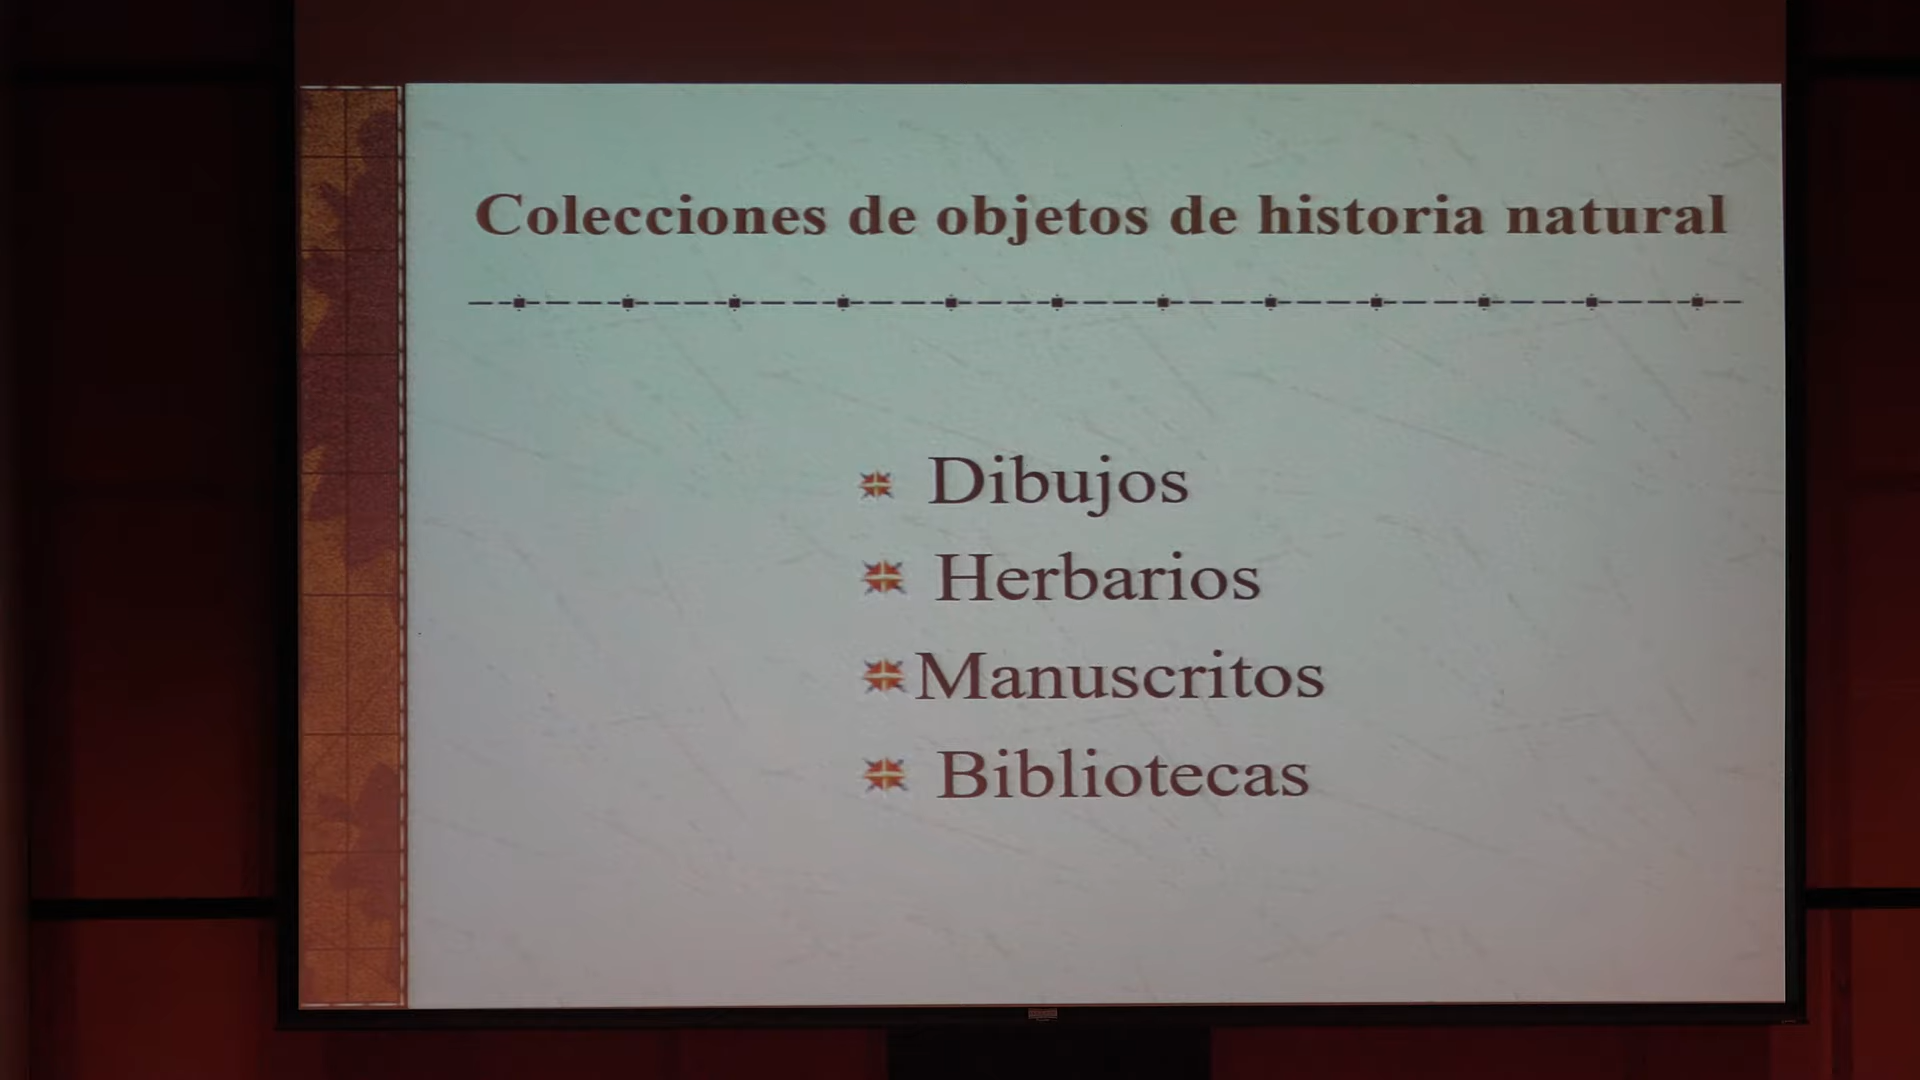 Colecciones de objetos de historia natural
Dibujos
Herbarios
Manuscritos
Bibliotecas